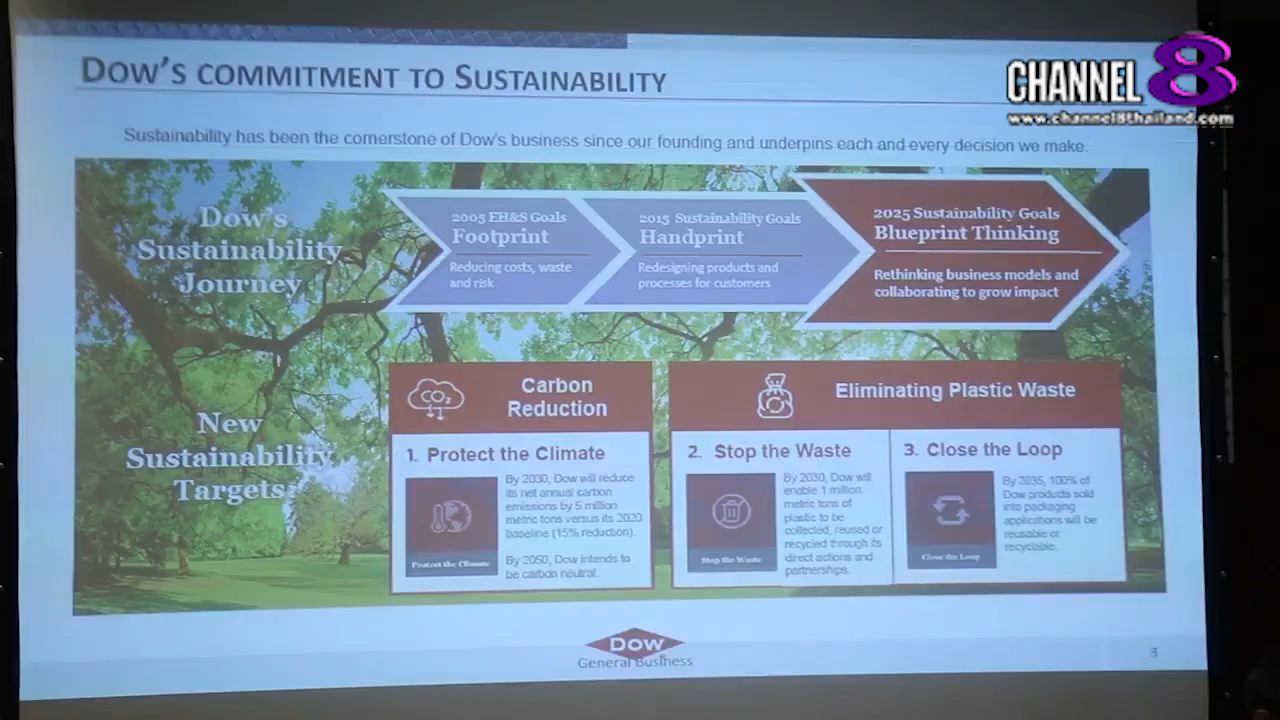 DOW'S COMMITMENT TO SUSTAINABILITY
CHANNEL 8
www.channel8thailand.com
Sustainability has been the cornerstone of Dow's business since our founding and underpins each and every decision we make.
Dow's
Sustainability
Journey
2005 EH&S Goals
Footprint
Reducing costs, waste
and risk
2015 Sustainability Goals
Handprint
Redesigning products and
processes for customers
2025 Sustainability Goals
Blueprint Thinking
Rethinking business models and
collaborating to grow impact
New
Sustainability
Targets
CO₂
Carbon
Reduction
1. Protect the Climate
Protect the Climate
By 2030, Dow will reduce
its net annual carbon
emissions by 5 million
metric tons versus its 2020
baseline (15% reduction).
By 2050, Dow intends to
be carbon neutral.
Eliminating Plastic Waste
2. Stop the Waste
Stop the Waste
By 2030, Dow will
enable 1 million
metric tons of
plastic to be
collected, reused or
recycled through its
direct actions and
partnerships.
3. Close the Loop
Close the Loop
By 2035, 100% of
Dow products sold
into packaging
applications will be
reusable or
recyclable.
Dow
General Business
3